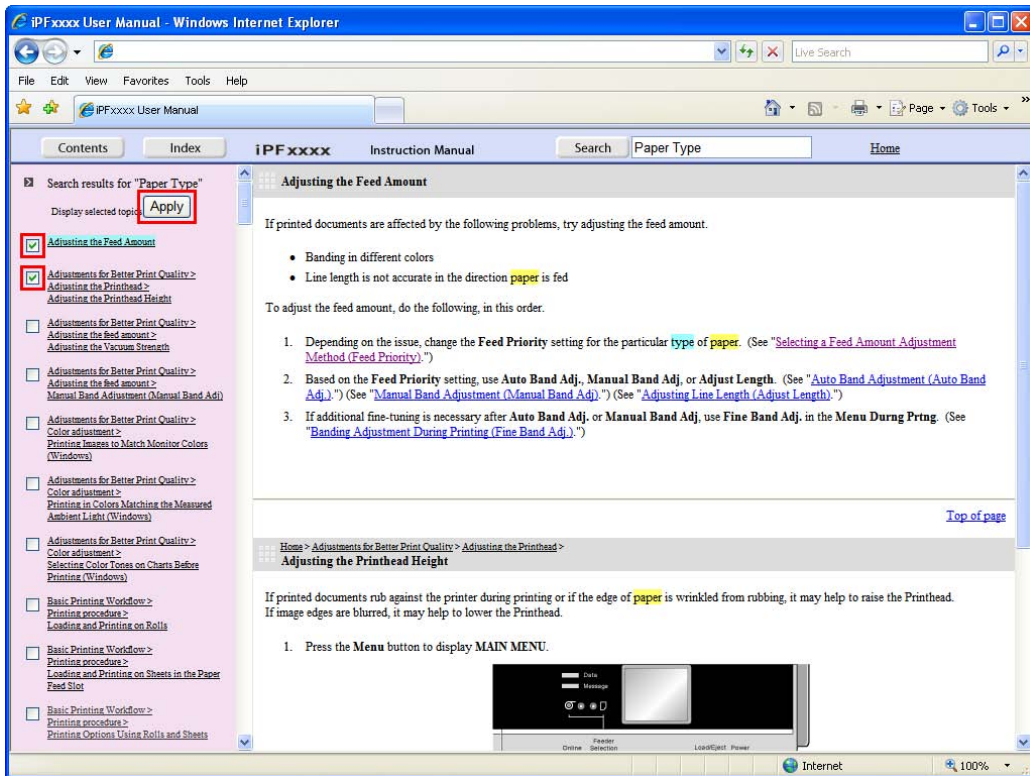 iPFxxxx User Manual - Windows Internet Explorer
Live Search
File Edit View Favorites Tools Help
iPFxxxx User Manual
Page Tools
Contents Index iPFxxxx Instruction Manual Search Paper Type Home
Search results for "Paper Type"
Display selected topics Apply
Adjusting the Feed Amount
Adjustments for Better Print Quality >
Adjusting the Printhead >
Adjusting the Printhead Height
Adjustments for Better Print Quality >
Adjusting the feed amount >
Adjusting the Vacuum Strength
Adjustments for Better Print Quality >
Adjusting the feed amount >
Manual Band Adjustment (Manual Band Adj)
Adjustments for Better Print Quality >
Color adjustment >
Printing Images to Match Monitor Colors
(Windows)
Adjustments for Better Print Quality >
Color adjustment >
Printing in Colors Matching the Measured
Ambient Light (Windows)
Adjustments for Better Print Quality >
Color adjustment >
Selecting Color Tones on Charts Before
Printing (Windows)
Basic Printing Workflow >
Printing procedure >
Loading and Printing on Rolls
Basic Printing Workflow >
Printing procedure >
Loading and Printing on Sheets in the Paper
Feed Slot
Basic Printing Workflow >
Printing procedure >
Printing Options Using Rolls and Sheets
Adjusting the Feed Amount
If printed documents are affected by the following problems, try adjusting the feed amount.
• Banding in different colors
• Line length is not accurate in the direction paper is fed
To adjust the feed amount, do the following, in this order.
1. Depending on the issue, change the Feed Priority setting for the particular type of paper. (See "Selecting a Feed Amount Adjustment
Method (Feed Priority).")
2. Based on the Feed Priority setting, use Auto Band Adj., Manual Band Adj, or Adjust Length. (See "Auto Band Adjustment (Auto Band
Adj.).") (See "Manual Band Adjustment (Manual Band Adj).") (See "Adjusting Line Length (Adjust Length).")
3. If additional fine-tuning is necessary after Auto Band Adj. or Manual Band Adj, use Fine Band Adj. in the Menu Durng Prtng. (See
"Banding Adjustment During Printing (Fine Band Adj.).")
Top of page
Home > Adjustments for Better Print Quality > Adjusting the Printhead >
Adjusting the Printhead Height
If printed documents rub against the printer during printing or if the edge of paper is wrinkled from rubbing, it may help to raise the Printhead.
If image edges are blurred, it may help to lower the Printhead.
1. Press the Menu button to display MAIN MENU.
Data
Message
Feeder
Online Selection Load/Eject Power
Internet 100%